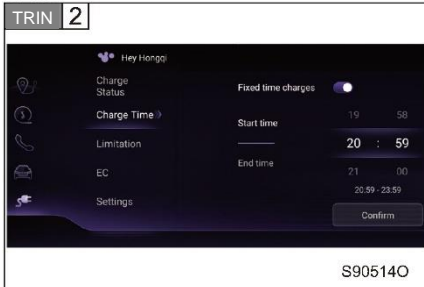 TRIN 2
Hey Hongqi
Charge
Status
Charge Time
Limitation
EC
Settings
Fixed time charges
Start time
End time
19 58
20 : 59
21 00
20:59 - 23:59
Confirm
S90514O